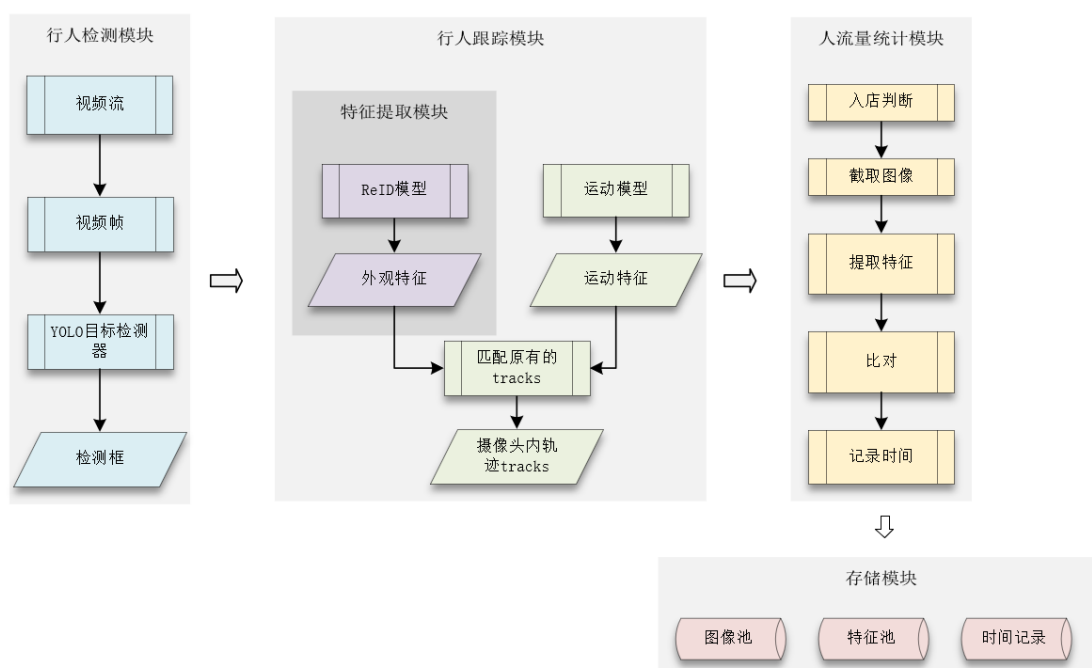 行人检测模块
视频流
视频帧
YOLO目标检测
器
检测框
行人跟踪模块
特征提取模块
ReID模型
外观特征
运动模型
运动特征
匹配原有的
tracks
摄像头内轨
迹tracks
人流量统计模块
入店判断
截取图像
提取特征
比对
记录时间
存储模块
图像池
特征池
时间记录